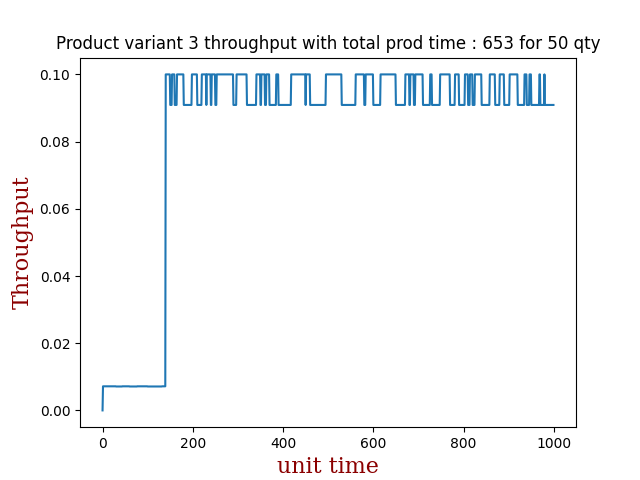 Product variant 3 throughput with total prod time : 653 for 50 qty
0.10
0.08
0.06
0.04
0.02
0.00
Throughput
0 200 400 600 800 1000
unit time